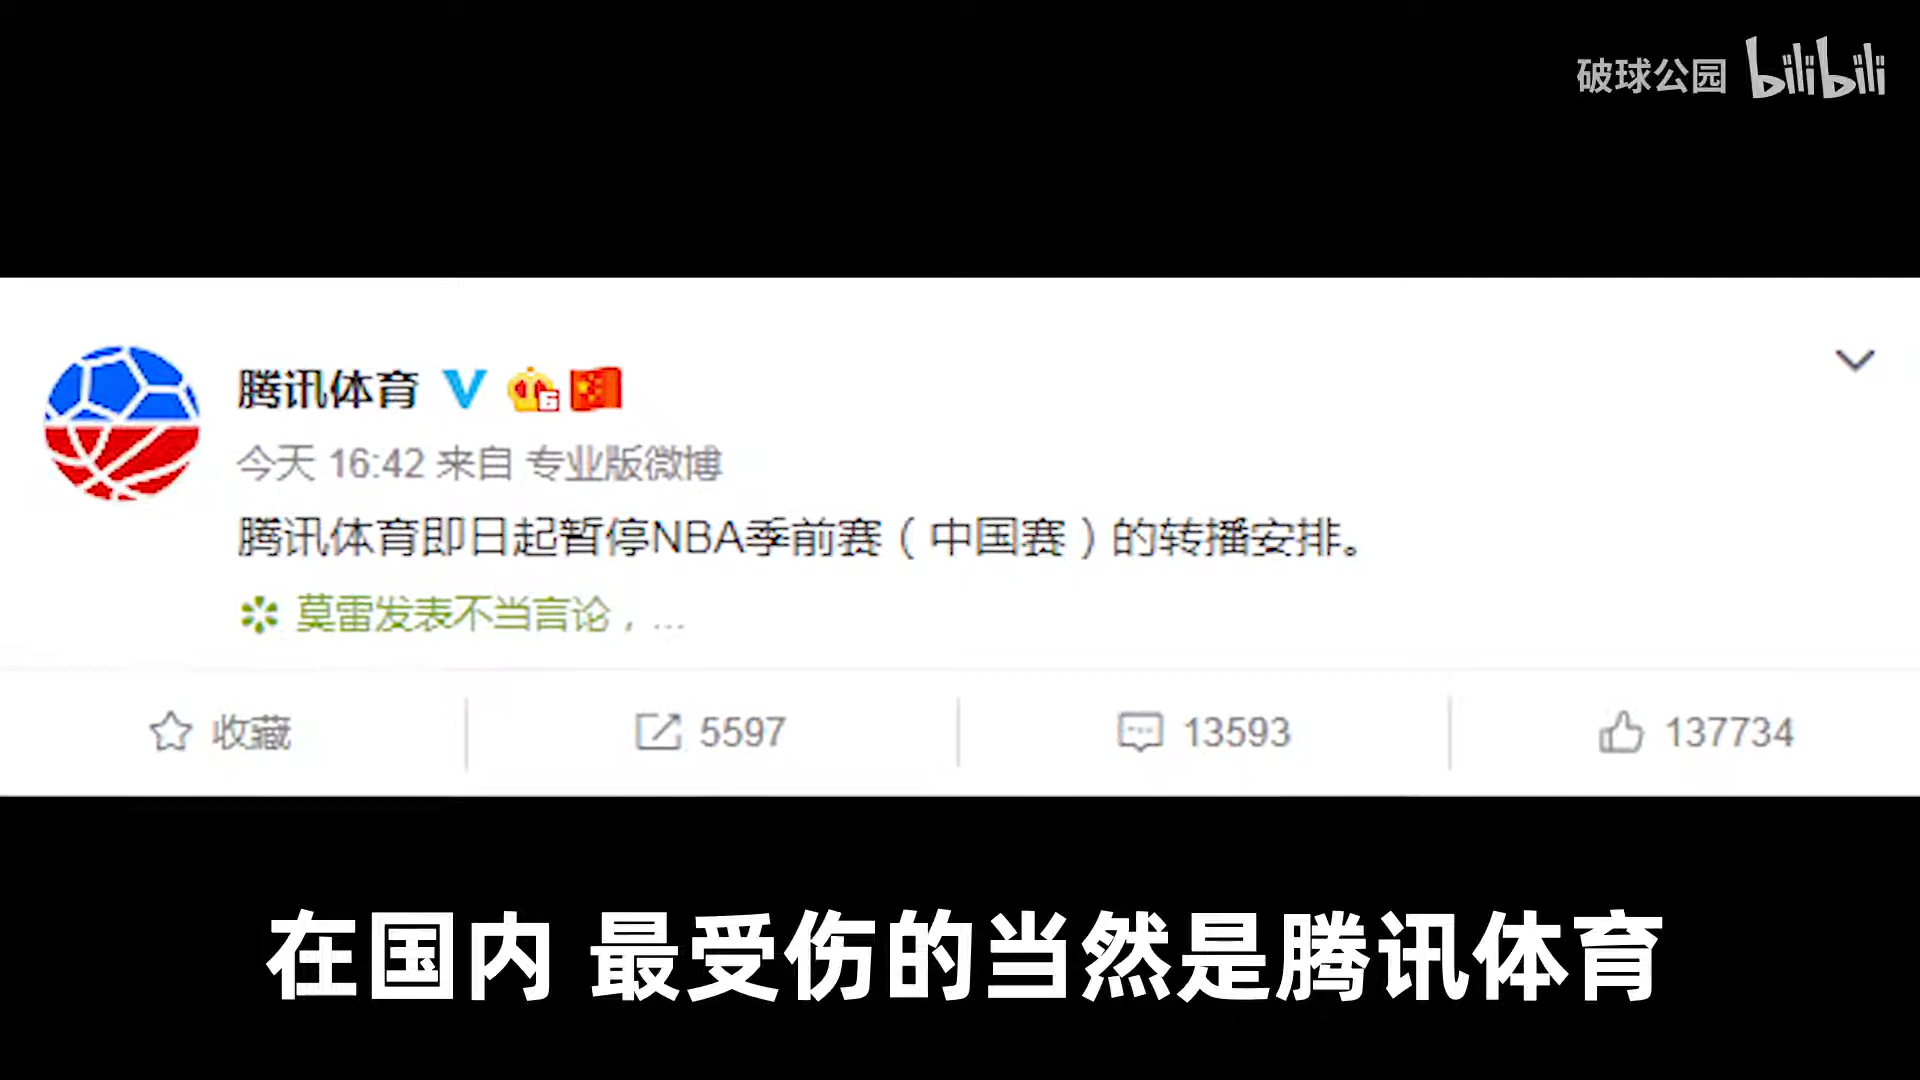 破球公园 bilibili
腾讯体育
今天 16:42 来自 专业版微博
腾讯体育即日起暂停NBA季前赛（中国赛）的转播安排。
莫雷发表不当言论，...
收藏 5597 13593 137734
在国内 最受伤的当然是腾讯体育